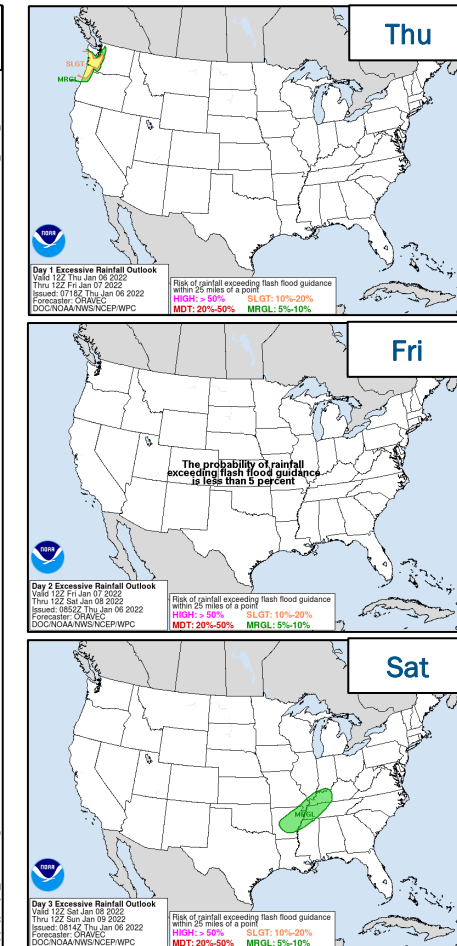 Thu
SLGT
MRGL
NOAA
Day 1 Excessive Rainfall Outlook
Valid 12Z Thu Jan 06 2022
Thru 12Z Fri Jan 07 2022
Issued: 0718Z Thu Jan 06 2022
Forecaster: ORAVEC
DOC/NOAA/NWS/NCEP/WPC
Risk of rainfall exceeding flash flood guidance
within 25 miles of a point
HIGH: > 50% SLGT: 10%-20%
MDT: 20%-50% MRGL: 5%-10%
Fri
The probability of rainfall
exceeding flash flood guidance
is less than 5 percent
NOAA
Day 2 Excessive Rainfall Outlook
Valid 12Z Fri Jan 07 2022
Thru 12Z Sat Jan 08 2022
Issued: 0852Z Thu Jan 06 2022
Forecaster: ORAVEC
DOC/NOAA/NWS/NCEP/WPC
Risk of rainfall exceeding flash flood guidance
within 25 miles of a point
HIGH: > 50% SLGT: 10%-20%
MDT: 20%-50% MRGL: 5%-10%
Sat
MRGL
NOAA
Day 3 Excessive Rainfall Outlook
Valid 12Z Sat Jan 08 2022
Thru 12Z Sun Jan 09 2022
Issued: 0814Z Thu Jan 06 2022
Forecaster: ORAVEC
DOC/NOAA/NWS/NCEP/WPC
Risk of rainfall exceeding flash flood guidance
within 25 miles of a point
HIGH: > 50% SLGT: 10%-20%
MDT: 20%-50% MRGL: 5%-10%